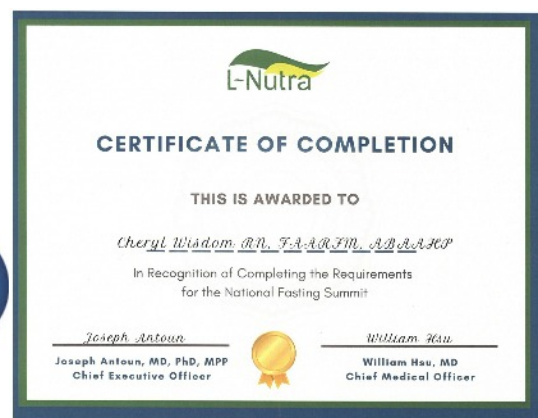 L-Nutra
CERTIFICATE OF COMPLETION
THIS IS AWARDED TO
Cheryl Wisdom RN, FAARFM, ABAAHP
In Recognition of Completing the Requirements
for the National Fasting Summit
Joseph Antoun
William Hsu
Joseph Antoun, MD, PhD, MPP
William Hsu, MD
Chief Executive Officer
Chief Medical Officer